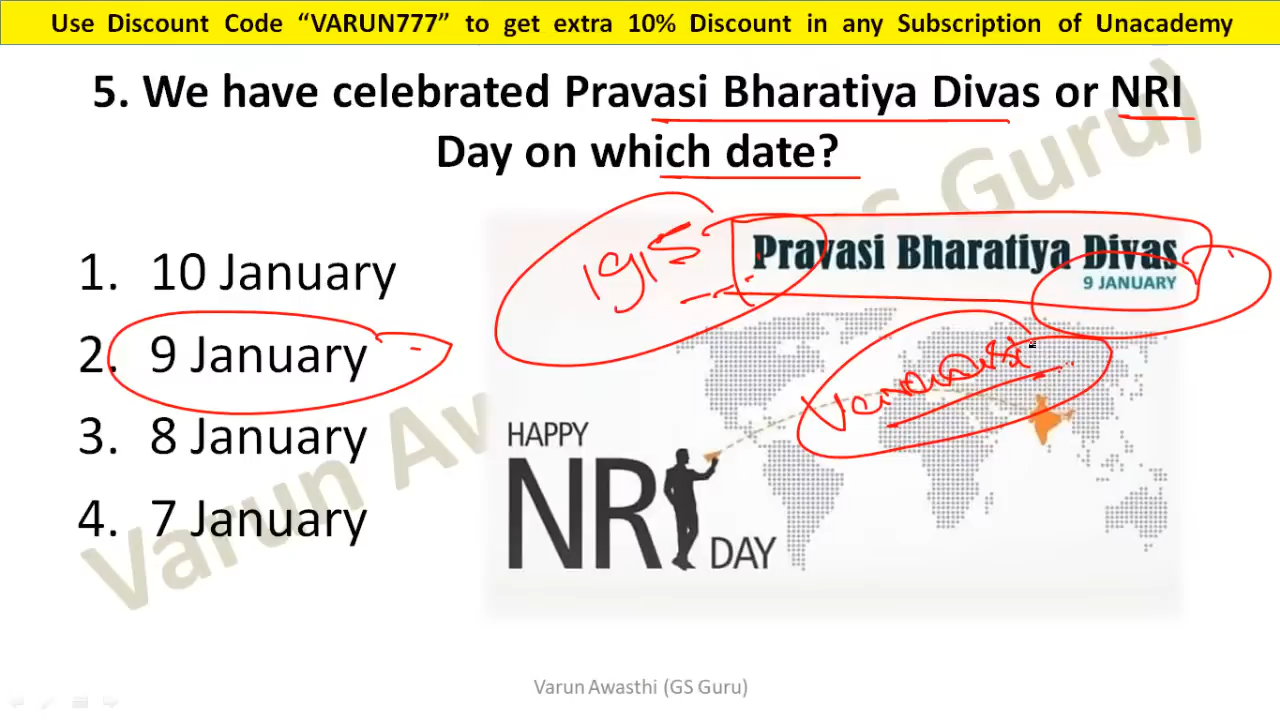 Use Discount Code “VARUN777” to get extra 10% Discount in any Subscription of Unacademy
5. We have celebrated Pravasi Bharatiya Divas or NRI
Day on which date?
1. 10 January
2. 9 January
3. 8 January
4. 7 January
1915
Pravasi Bharatiya Divas
9 JANUARY
Varanasi
HAPPY
NRI
DAY
Varun Awasthi (GS Guru)
Varun Awasthi (GS Guru)